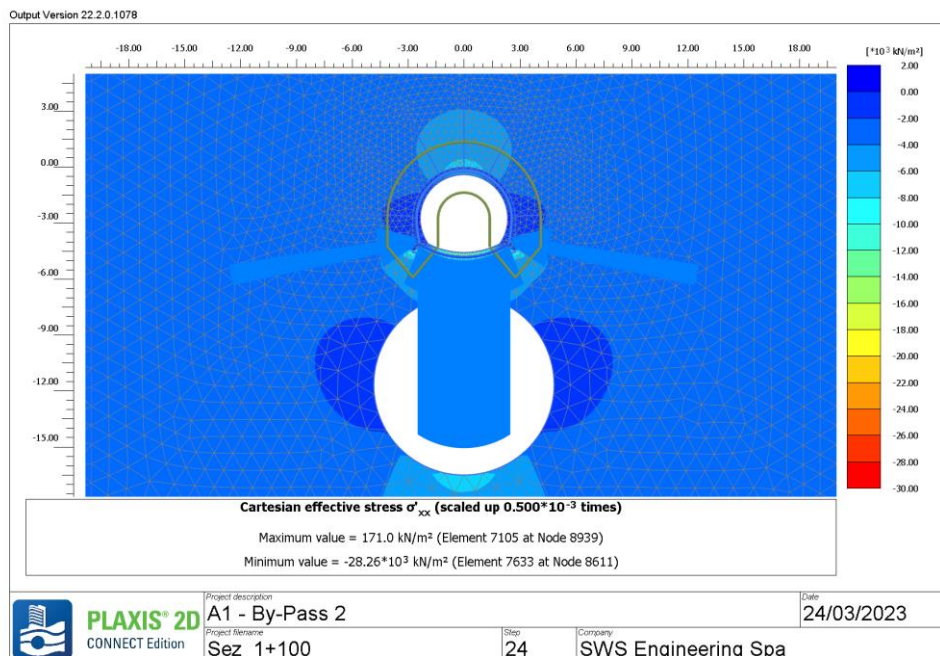 Output Version 22.2.0.1078
-18.00 -15.00 -12.00 -9.00 -6.00 -3.00 0.00 3.00 6.00 9.00 12.00 15.00 18.00
[*10³ kN/m²]
3.00
0.00
-3.00
-6.00
-9.00
-12.00
-15.00
2.00
0.00
-2.00
-4.00
-6.00
-8.00
-10.00
-12.00
-14.00
-16.00
-18.00
-20.00
-22.00
-24.00
-26.00
-28.00
-30.00
Cartesian effective stress σ'xx (scaled up 0.500*10⁻³ times)
Maximum value = 171.0 kN/m² (Element 7105 at Node 8939)
Minimum value = -28.26*10³ kN/m² (Element 7633 at Node 8611)
PLAXIS® 2D
CONNECT Edition
Project description
A1 - By-Pass 2
Date
24/03/2023
Project filename
Sez_1+100
Step
24
Company
SWS Engineering Spa